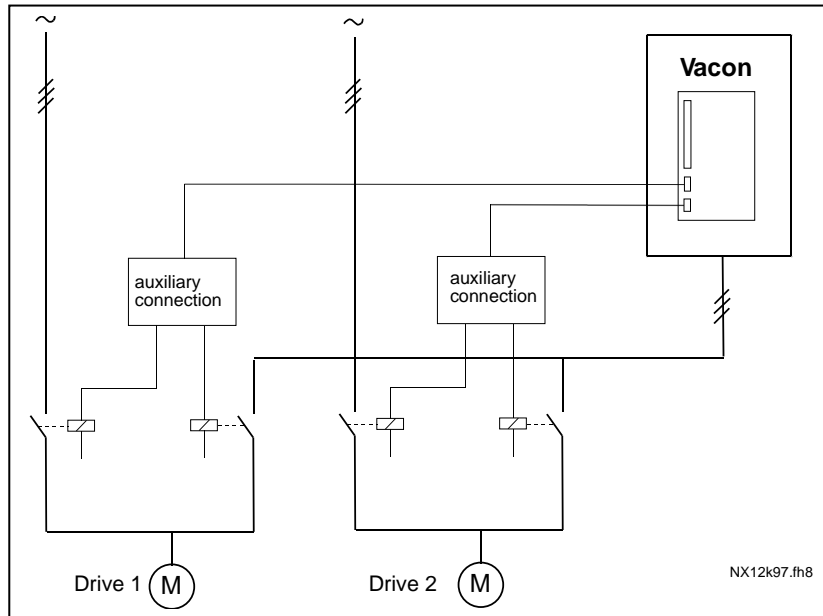 ~
~
Vacon
auxiliary
connection
auxiliary
connection
Drive 1
M
Drive 2
M
NX12k97.fh8